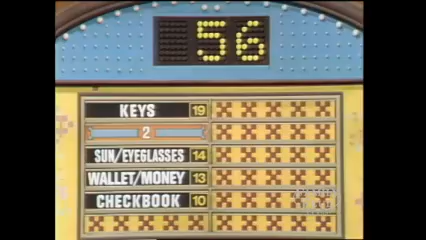 56
KEYS 19
2
SUN/EYEGLASSES 14
WALLET/MONEY 13
CHECKBOOK 10